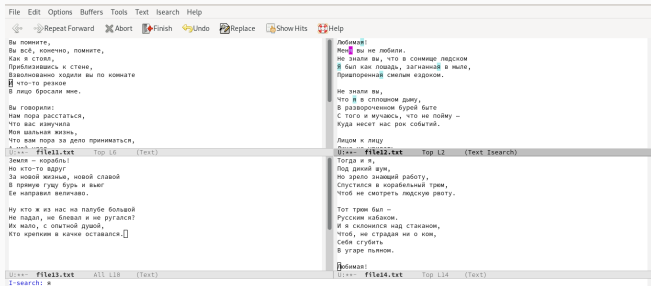 File Edit Options Buffers Tools Text Isearch Help
Repeat Forward Abort Finish Undo Replace Show Hits Help
Вы помните,
Вы всё, конечно, помните,
Как я стоял,
Приблизившись к стене,
Взволнованно ходили вы по комнате
И что-то резкое
В лицо бросали мне.
Вы говорили:
Нам пора расстаться,
Что вас измучила
Моя шальная жизнь,
Что вам пора за дело приниматься,
А мой удел —
U:**- file11.txt Top L6 (Text)
Любимая!
Меня вы не любили.
Не знали вы, что в сонмище людском
Я был как лошадь, загнанная в мыле,
Пришпоренная смелым ездоком.
Не знали вы,
Что я в сплошном дыму,
В развороченном бурей быте
С того и мучаюсь, что не пойму —
Куда несет нас рок событий.
Лицом к лицу
U:**- file12.txt Top L2 (Text Isearch)
Земля — корабль!
Но кто-то вдруг
За новой жизнью, новой славой
В прямую гущу бурь и вьюг
Ее направил величаво.
Ну кто ж из нас на палубе большой
Не падал, не блевал и не ругался?
Их мало, с опытной душой,
Кто крепким в качке оставался.
U:**- file13.txt All L10 (Text)
Тогда и я,
Под дикий шум,
Но зрело знающий работу,
Спустился в корабельный трюм,
Чтоб не смотреть людскую рвоту.
Тот трюм был —
Русским кабаком.
И я склонился над стаканом,
Чтоб, не страдая ни о ком,
Себя сгубить
В угаре пьяном.
Любимая!
U:**- file14.txt Top L14 (Text)
I-search: я